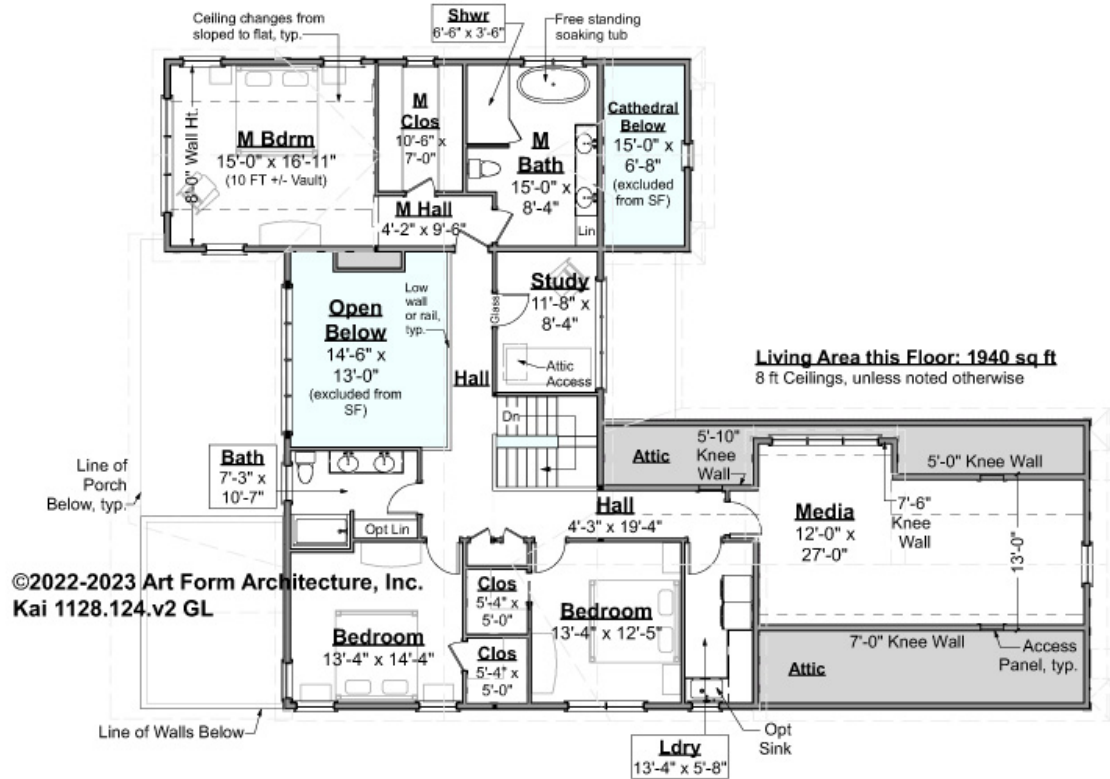 Ceiling changes from
sloped to flat, typ.
Shwr
6'-6" x 3'-6"
Free standing
soaking tub
8'-0" Wall Ht.
M Bdrm
15'-0" x 16'-11"
(10 FT +/- Vault)
M
Clos
10'-6" x
7'-0"
M
Bath
15'-0" x
8'-4"
Cathedral
Below
15'-0" x
6'-8"
(excluded
from SF)
M Hall
4'-2" x 9'-6"
Lin
Open
Below
14'-6" x
13'-0"
(excluded from
SF)
Low
wall
or rail,
typ.
Glass
Study
11'-8" x
8'-4"
Attic
Access
Hall
Dn
Living Area this Floor: 1940 sq ft
8 ft Ceilings, unless noted otherwise
Line of
Porch
Below, typ.
Bath
7'-3" x
10'-7"
Opt Lin
Attic
5'-10"
Knee
Wall
5'-0" Knee Wall
Hall
4'-3" x 19'-4"
Media
12'-0" x
27'-0"
7'-6"
Knee
Wall
13'-0"
©2022-2023 Art Form Architecture, Inc.
Kai 1128.124.v2 GL
Bedroom
13'-4" x 14'-4"
Clos
5'-4" x
5'-0"
Clos
5'-4" x
5'-0"
Bedroom
13'-4" x 12'-5"
7'-0" Knee Wall
Access
Panel, typ.
Attic
Line of Walls Below
Ldry
13'-4" x 5'-8"
Opt
Sink